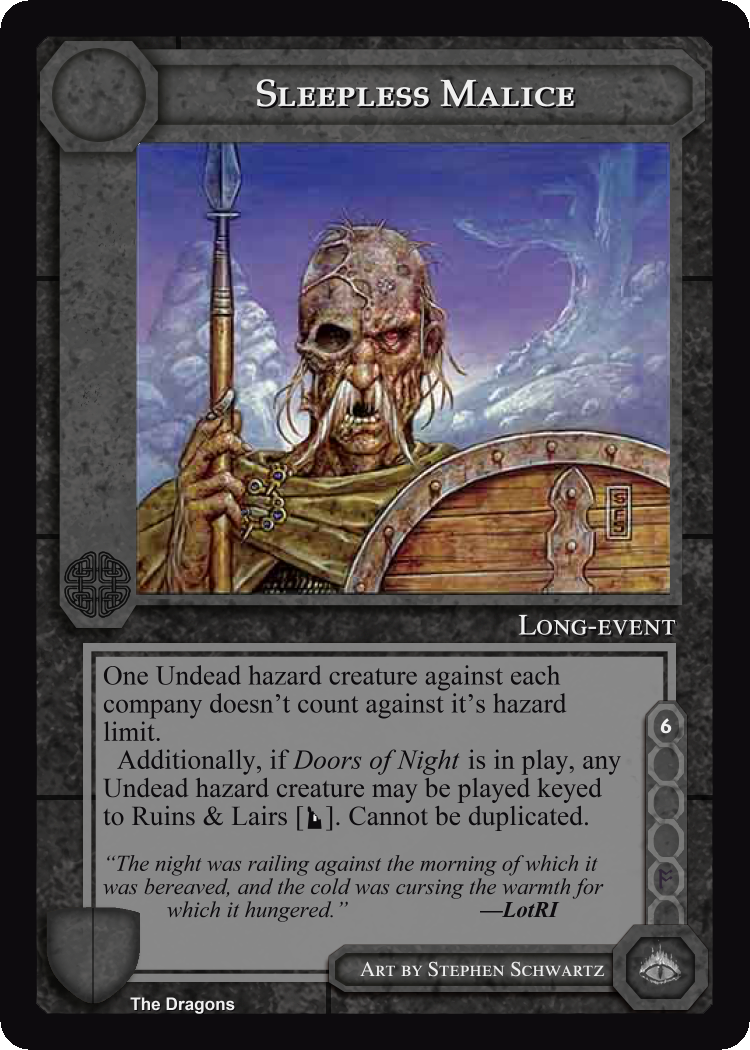 Sleepless Malice
SFS
Long-event
One Undead hazard creature against each
company doesn't count against it's hazard
limit.
Additionally, if Doors of Night is in play, any
Undead hazard creature may be played keyed
to Ruins & Lairs [ ]. Cannot be duplicated.
6
“The night was railing against the morning of which it
was bereaved, and the cold was cursing the warmth for
which it hungered.” —LotRI
Art by Stephen Schwartz
The Dragons